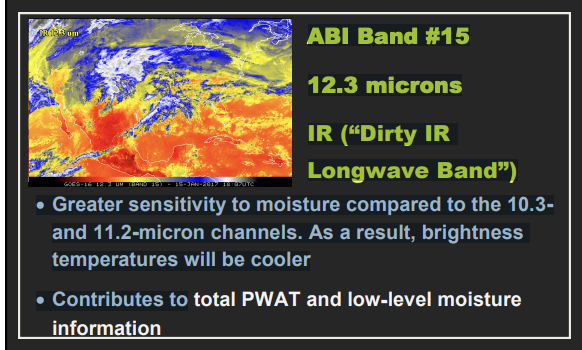 IR 12.3 um
ABI Band #15
12.3 microns
IR (“Dirty IR
Longwave Band”)
GOES-16 12.3 UM (BAND 15) - 15-JAN-2017 18:07UTC
• Greater sensitivity to moisture compared to the 10.3-
and 11.2-micron channels. As a result, brightness
temperatures will be cooler
• Contributes to total PWAT and low-level moisture
information